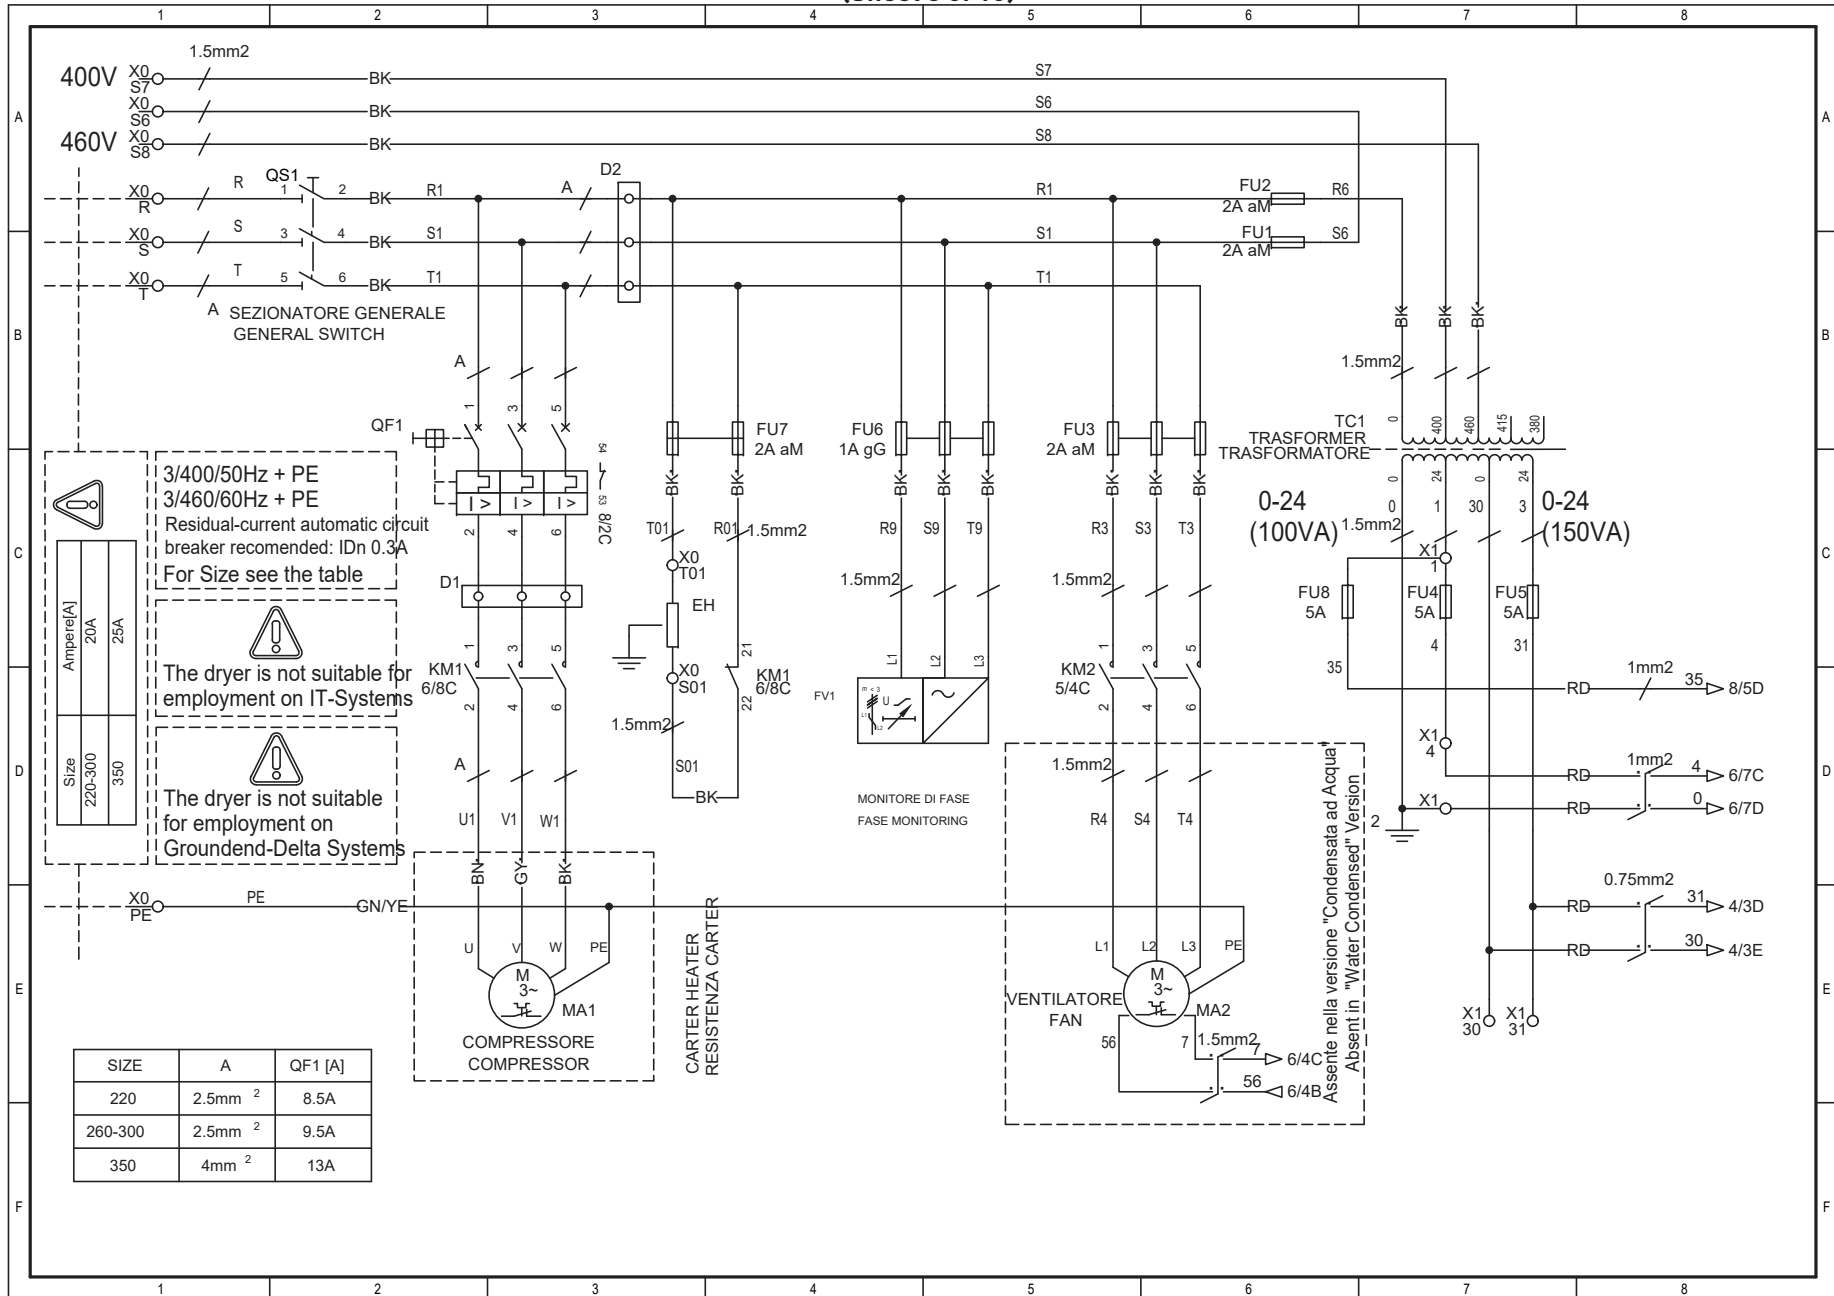 1 2 3 4 5 6 7 8
A A
B B
C C
D D
E E
F F
1.5mm2
400V X0 S7 BK S7
X0 S6 BK S6
460V X0 S8 BK S8
X0 R R QS1 1 2 BK R1 A D2 R1 FU2 2A aM R6
X0 S S 3 4 BK S1 S1 FU1 2A aM S6
X0 T T 5 6 BK T1 T1
A SEZIONATORE GENERALE
GENERAL SWITCH
BK BK BK
1.5mm2
A
1 3 5
QF1
I > I > I >
54 53 8/2C
2 4 6
FU7
2A aM
BK BK
T01 R01 1.5mm2
X0
T01
EH
X0
S01
1.5mm2
S01
BK
21
KM1
6/8C
22
FU6
1A gG
BK BK BK
R9 S9 T9
1.5mm2
L1 L2 L3
FV1
m < 3
U
L1
L2
MONITORE DI FASE
FASE MONITORING
FU3
2A aM
BK BK BK
R3 S3 T3
1.5mm2
1 3 5
KM2
5/4C
2 4 6
1.5mm2
R4 S4 T4
L1 L2 L3 PE
M
3~
MA2
VENTILATORE
FAN
56 7 1.5mm2
7 6/4C
56 6/4B
Assente nella versione "Condensata ad Acqua"
Absent in "Water Condensed" Version
TC1
TRASFORMER
TRASFORMATORE
0 400 460 415 380
0 24 0 24
0 1 30 3
0-24
(100VA)
0-24
(150VA)
1.5mm2
X1
1
FU8
5A
FU4
5A
FU5
5A
4 31
35
RD 1mm2 35 8/5D
X1
4
RD 1mm2 4 6/7C
X1
2
RD 0 6/7D
0.75mm2
RD 31 4/3D
RD 30 4/3E
X1
30
X1
31
3/400/50Hz + PE
3/460/60Hz + PE
Residual-current automatic circuit
breaker recomended: IDn 0.3A
For Size see the table
The dryer is not suitable for
employment on IT-Systems
The dryer is not suitable
for employment on
Groundend-Delta Systems
Size Ampere[A]
220-300 20A
350 25A
D1
1 3 5
KM1
6/8C
2 4 6
A
U1 V1 W1
BN GY BK
X0
PE
PE GN/YE
U V W PE
M
3~
MA1
COMPRESSORE
COMPRESSOR
CARTER HEATER
RESISTENZA CARTER
SIZE A QF1 [A]
220 2.5mm 2 8.5A
260-300 2.5mm 2 9.5A
350 4mm 2 13A
1 2 3 4 5 6 7 8